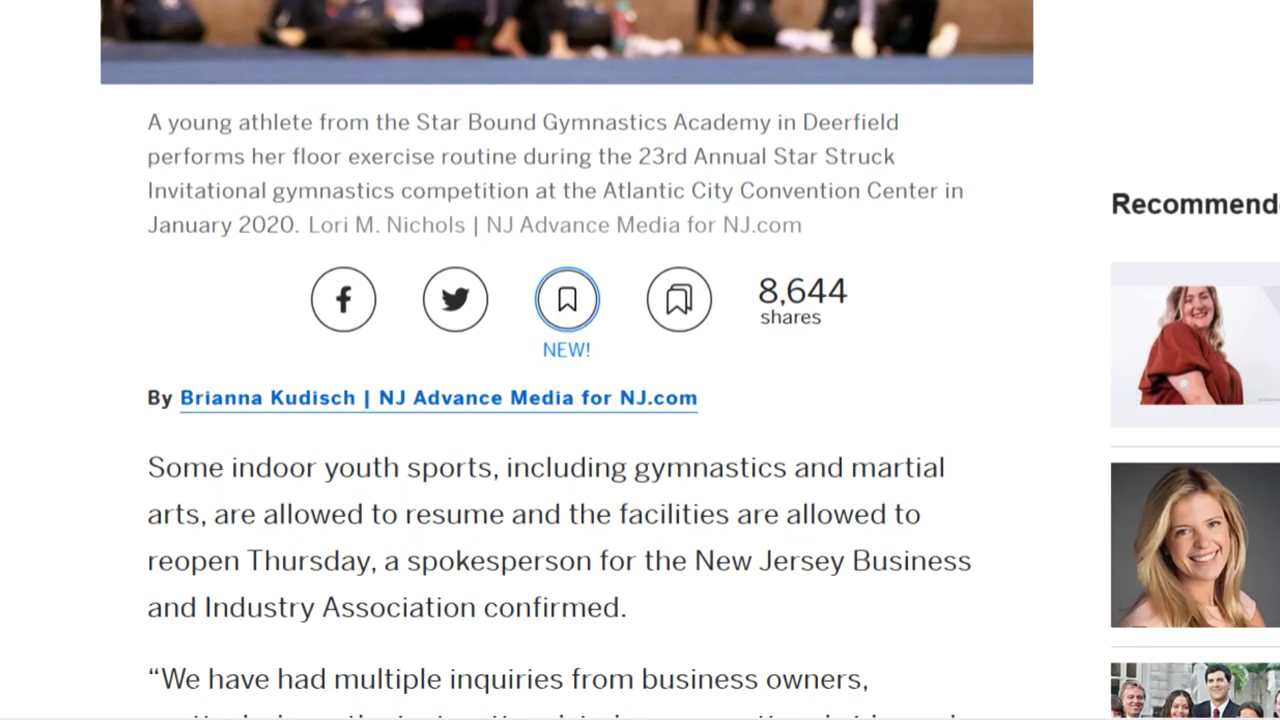 A young athlete from the Star Bound Gymnastics Academy in Deerfield
performs her floor exercise routine during the 23rd Annual Star Struck
Invitational gymnastics competition at the Atlantic City Convention Center in
January 2020. Lori M. Nichols | NJ Advance Media for NJ.com
8,644
shares
NEW!
By Brianna Kudisch | NJ Advance Media for NJ.com
Some indoor youth sports, including gymnastics and martial
arts, are allowed to resume and the facilities are allowed to
reopen Thursday, a spokesperson for the New Jersey Business
and Industry Association confirmed.
“We have had multiple inquiries from business owners,
Recommend